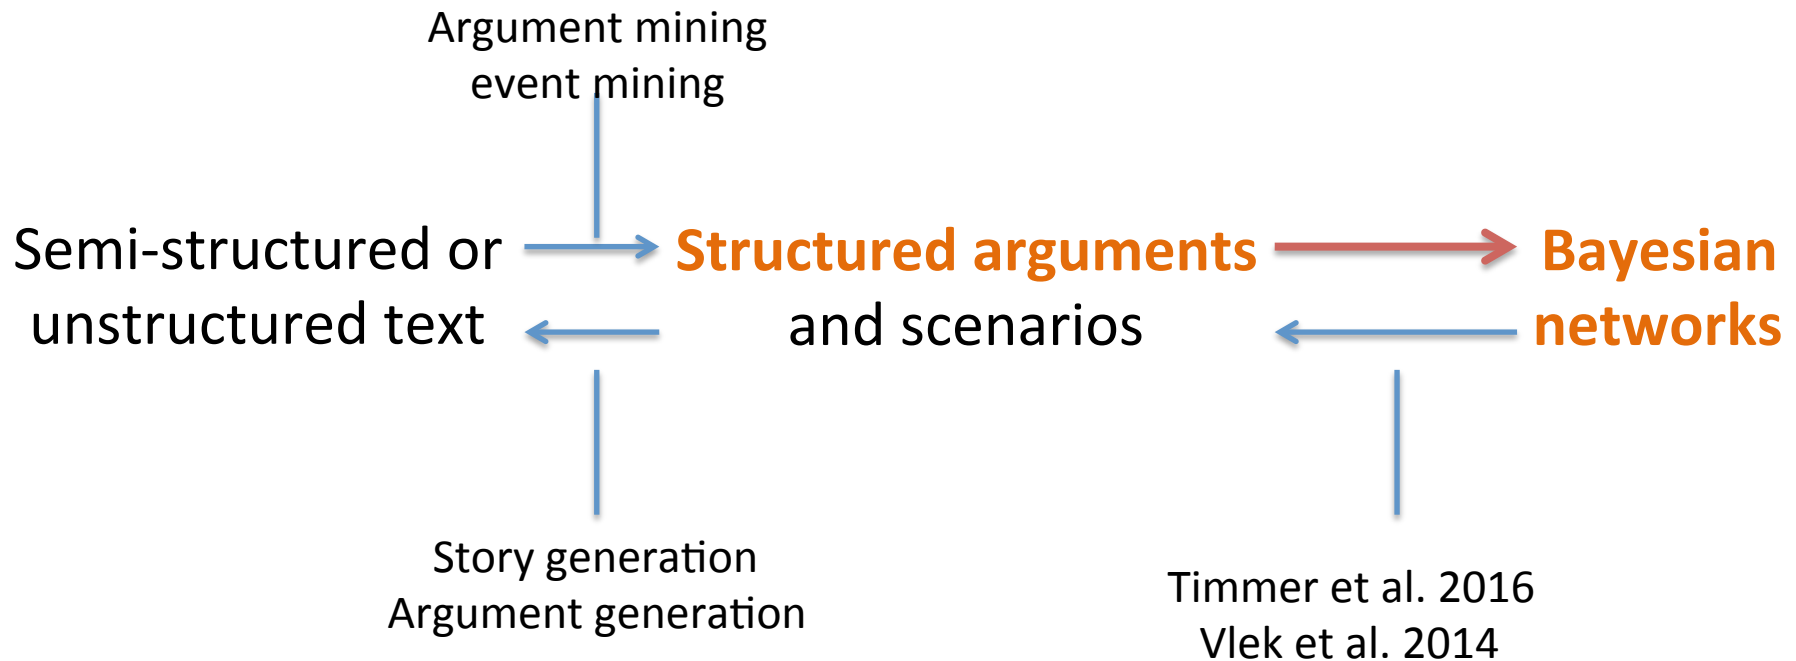 Argument mining
event mining
Semi-structured or
unstructured text
Structured arguments
and scenarios
Bayesian
networks
Story generation
Argument generation
Timmer et al. 2016
Vlek et al. 2014